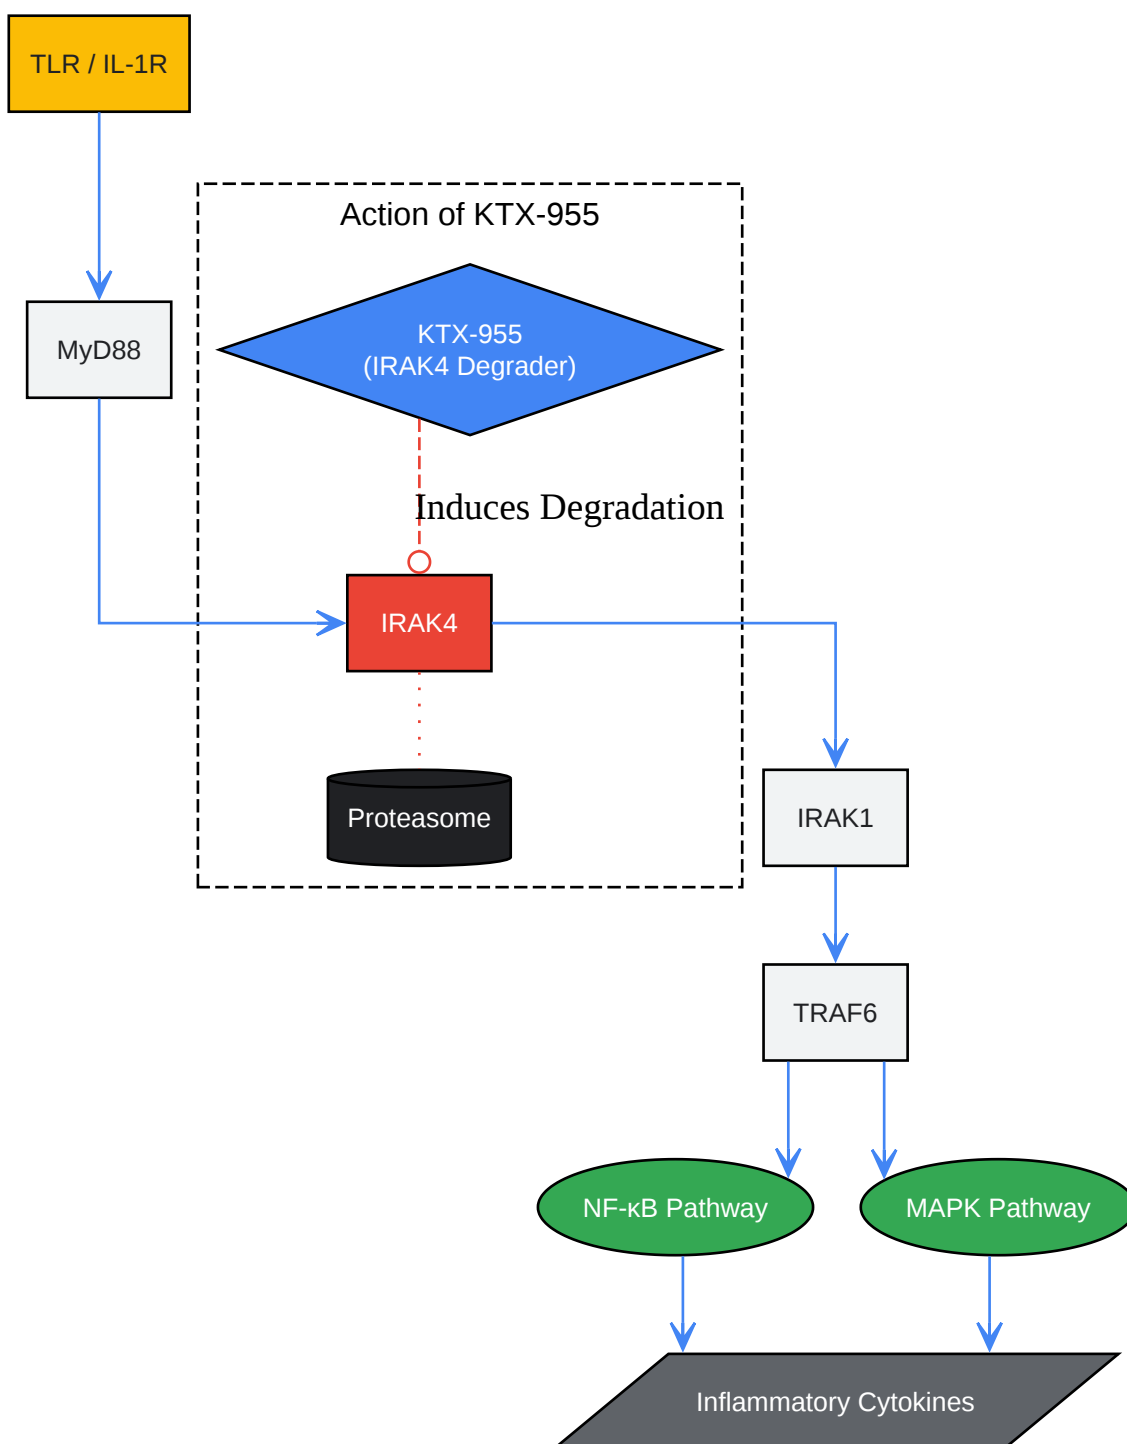 TLR / IL-1R
Action of KTX-955
KTX-955
(IRAK4 Degrader)
MyD88
Induces Degradation
IRAK4
Proteasome
IRAK1
TRAF6
NF-κB Pathway
MAPK Pathway
Inflammatory Cytokines